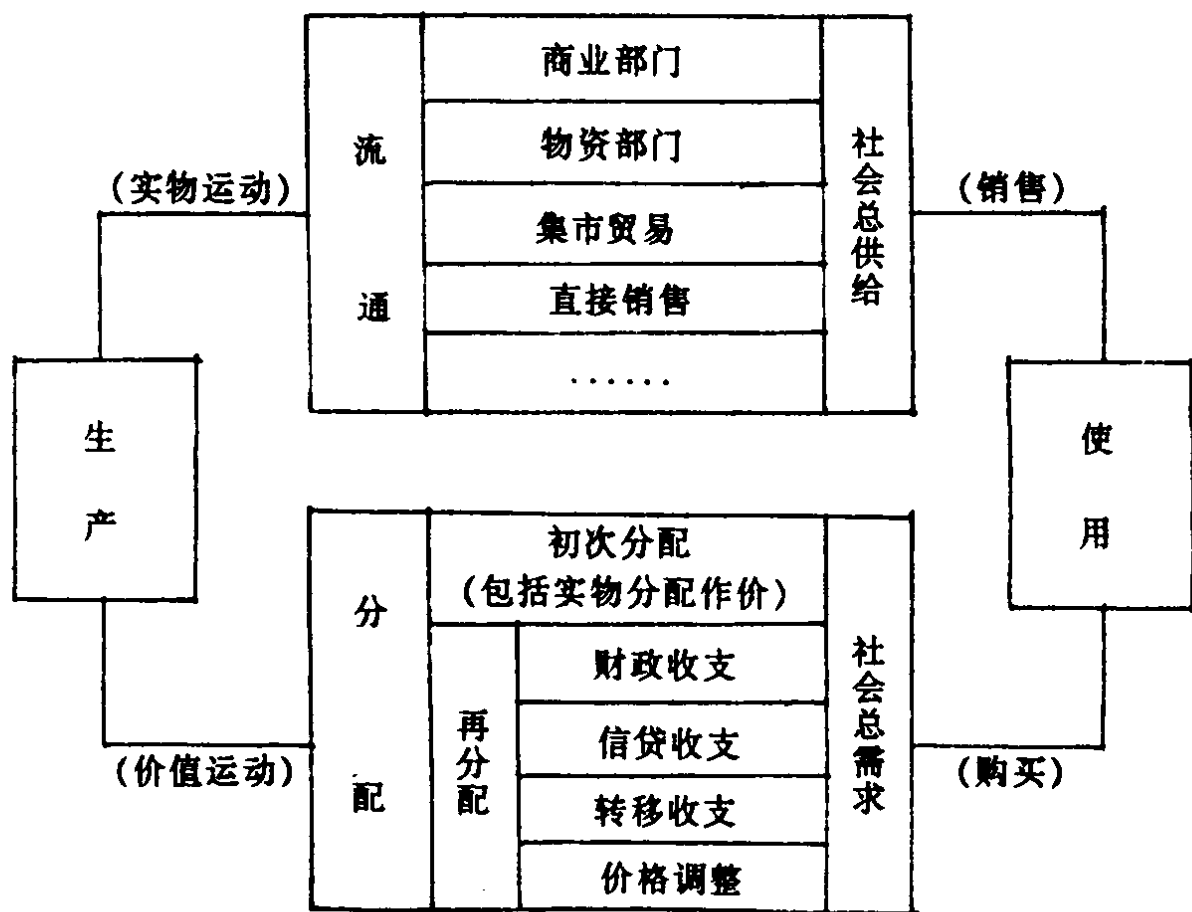 商业部门
物资部门
集市贸易
直接销售
……
流通
社会总供给
(实物运动)
(销售)
生产
使用
初次分配
(包括实物分配作价)
分配
再分配
财政收支
信贷收支
转移收支
价格调整
社会总需求
(价值运动)
(购买)